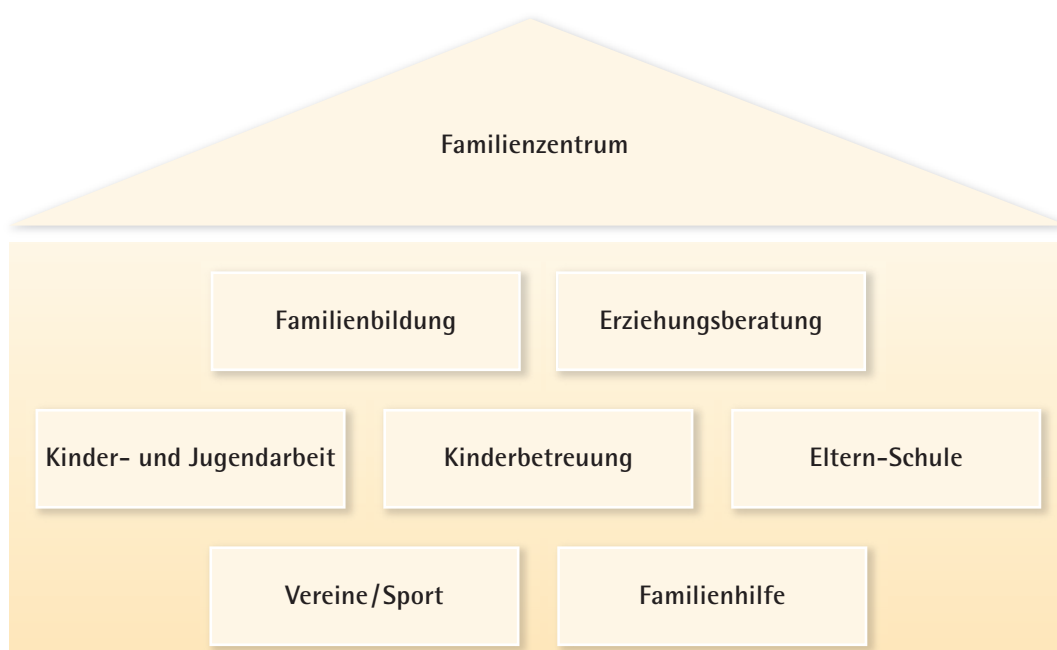 Familienzentrum
Familienbildung
Erziehungsberatung
Kinder- und Jugendarbeit
Kinderbetreuung
Eltern-Schule
Vereine/Sport
Familienhilfe